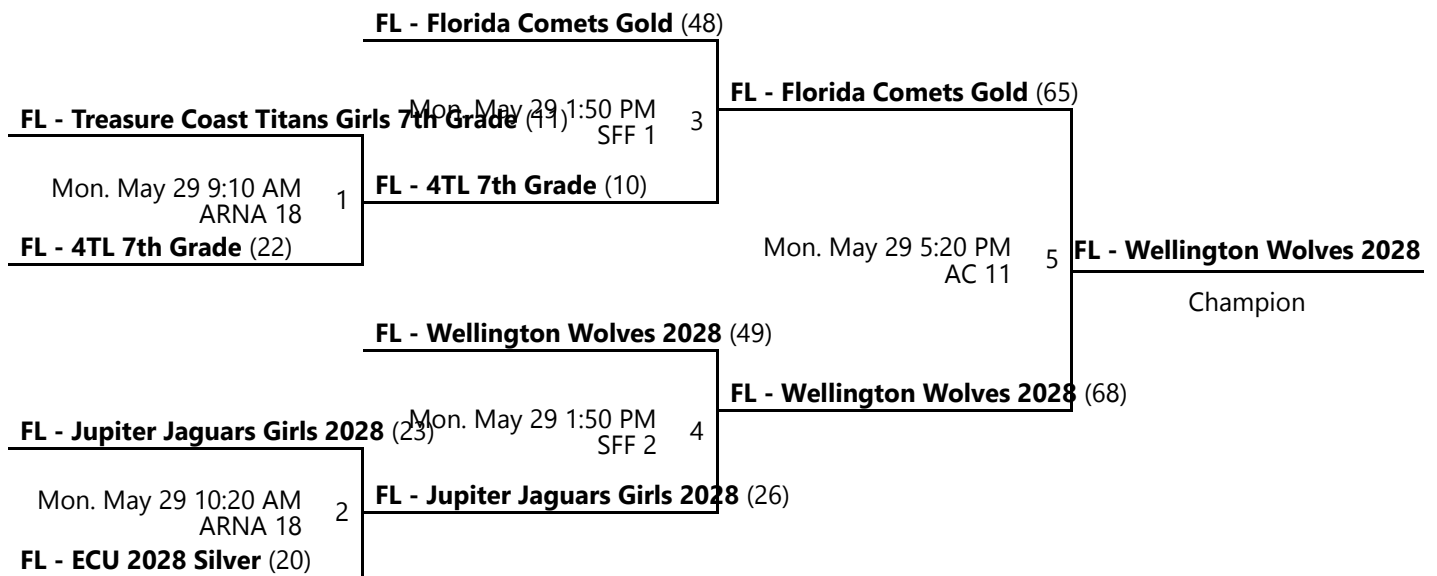 FL - Florida Comets Gold (48)
Mon. May 29 1:50 PM
SFF 1
3
FL - Florida Comets Gold (65)
FL - Treasure Coast Titans Girls 7th Grade (11)
Mon. May 29 9:10 AM
ARNA 18
1
FL - 4TL 7th Grade (10)
FL - 4TL 7th Grade (22)
Mon. May 29 5:20 PM
AC 11
5
FL - Wellington Wolves 2028
Champion
FL - Wellington Wolves 2028 (49)
FL - Wellington Wolves 2028 (68)
Mon. May 29 1:50 PM
SFF 2
4
FL - Jupiter Jaguars Girls 2028 (23)
Mon. May 29 10:20 AM
ARNA 18
2
FL - Jupiter Jaguars Girls 2028 (26)
FL - ECU 2028 Silver (20)